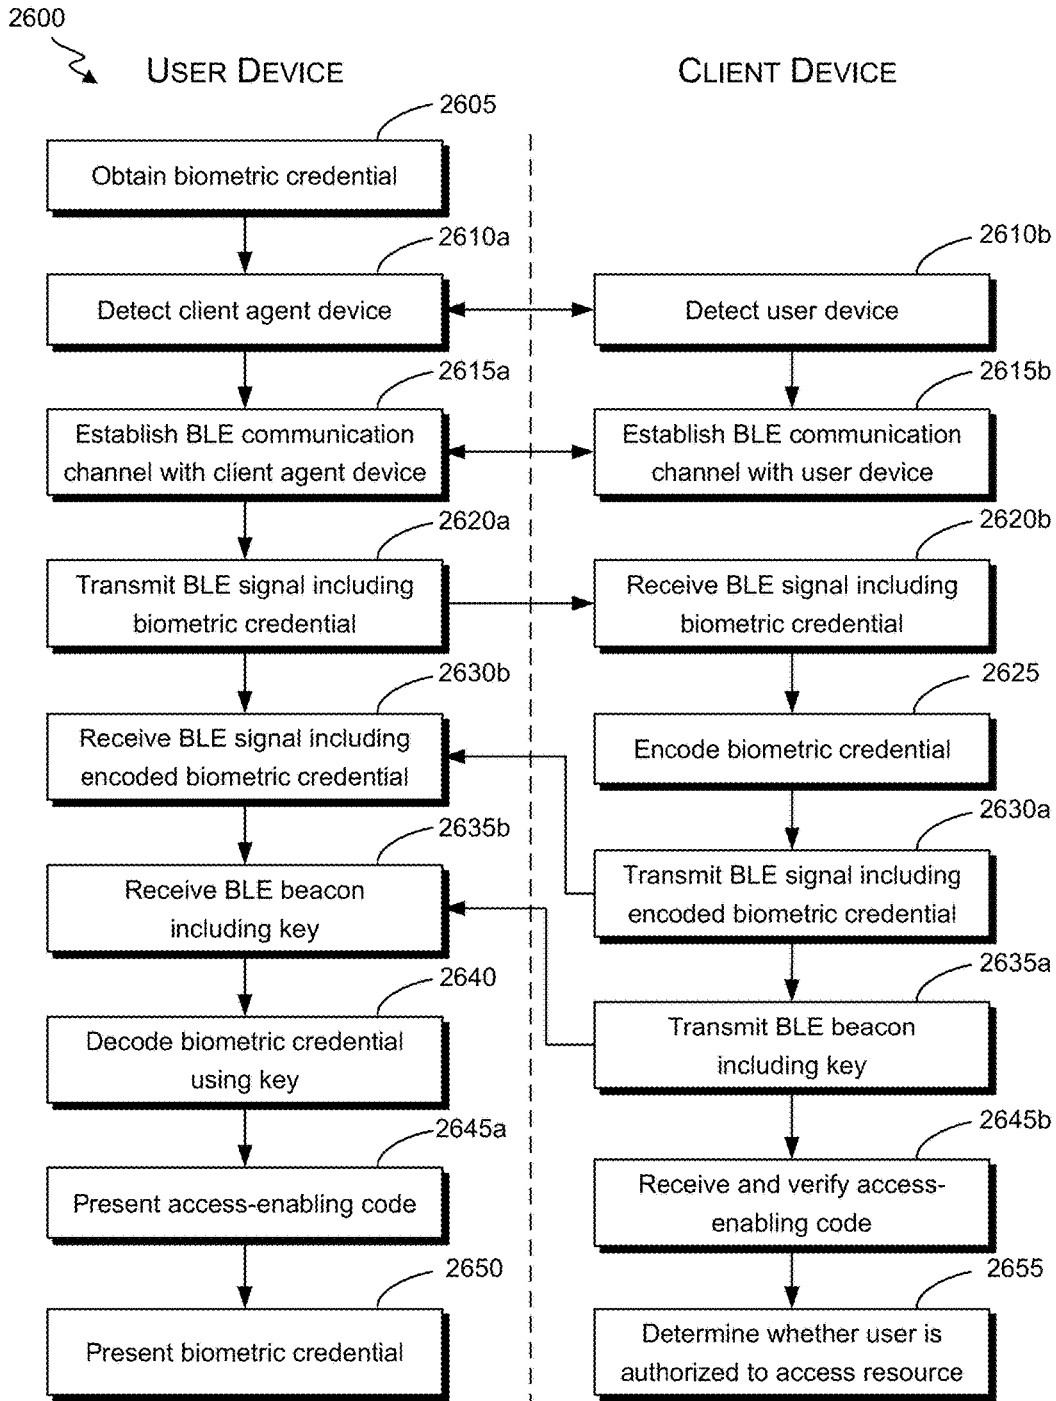 2600
USER DEVICE
CLIENT DEVICE
2605
Obtain biometric credential
2610a
Detect client agent device
2610b
Detect user device
2615a
Establish BLE communication
channel with client agent device
2615b
Establish BLE communication
channel with user device
2620a
Transmit BLE signal including
biometric credential
2620b
Receive BLE signal including
biometric credential
2630b
Receive BLE signal including
encoded biometric credential
2625
Encode biometric credential
2635b
Receive BLE beacon
including key
2630a
Transmit BLE signal including
encoded biometric credential
2640
Decode biometric credential
using key
2635a
Transmit BLE beacon
including key
2645a
Present access-enabling code
2645b
Receive and verify access-
enabling code
2650
Present biometric credential
2655
Determine whether user is
authorized to access resource